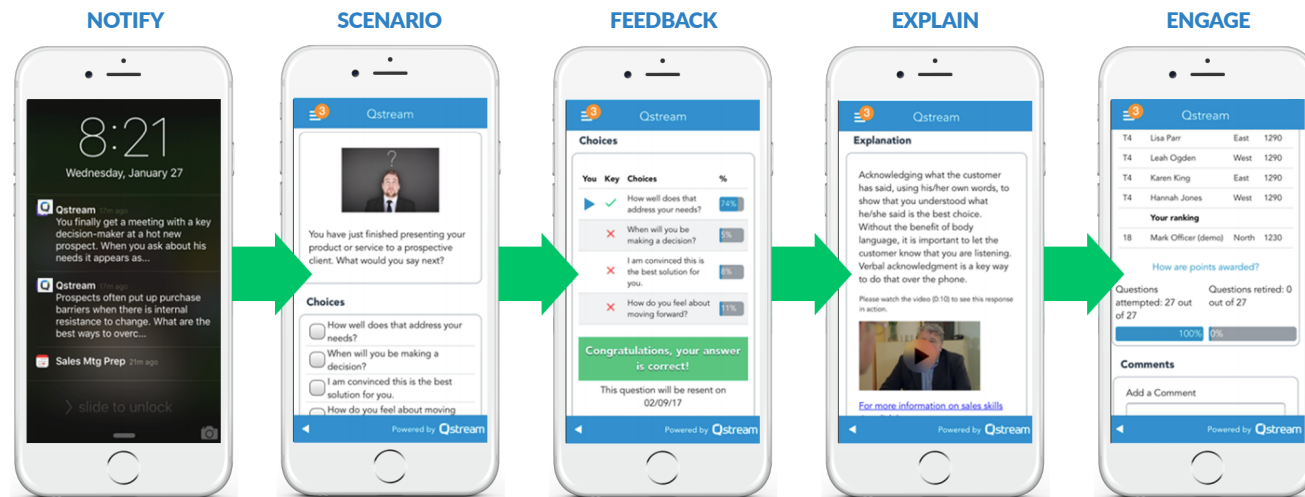 NOTIFY
SCENARIO
FEEDBACK
EXPLAIN
ENGAGE
8:21
Wednesday, January 27
Qstream 17m ago
You finally get a meeting with a key
decision-maker at a hot new
prospect. When you ask about his
needs it appears as...
Qstream 17m ago
Prospects often put up purchase
barriers when there is internal
resistance to change. What are the
best ways to overc...
Sales Mtg Prep 21m ago
> slide to unlock
3
Qstream
?
You have just finished presenting your
product or service to a prospective
client. What would you say next?
Choices
How well does that address your
needs?
When will you be making a
decision?
I am convinced this is the best
solution for you.
How do you feel about moving
Powered by Qstream
3
Qstream
Choices
You Key Choices %
How well does that
address your needs? 74%
When will you be
making a decision? 5%
I am convinced this is
the best solution for
you. 8%
How do you feel about
moving forward? 11%
Congratulations, your answer
is correct!
This question will be resent on
02/09/17
Powered by Qstream
3
Qstream
Explanation
Acknowledging what the customer
has said, using his/her own words, to
show that you understood what
he/she said is the best choice.
Without the benefit of body
language, it is important to let the
customer know that you are listening.
Verbal acknowledgment is a key way
to do that over the phone.
Please watch the video (0:10) to see this response
in action.
For more information on sales skills
Powered by Qstream
3
Qstream
T4 Lisa Parr East 1290
T4 Leah Ogden West 1290
T4 Karen King East 1290
T4 Hannah Jones West 1290
Your ranking
18 Mark Officer (demo) North 1230
How are points awarded?
Questions
attempted: 27 out
of 27
Questions retired: 0
out of 27
100%
0%
Comments
Add a Comment
Powered by Qstream